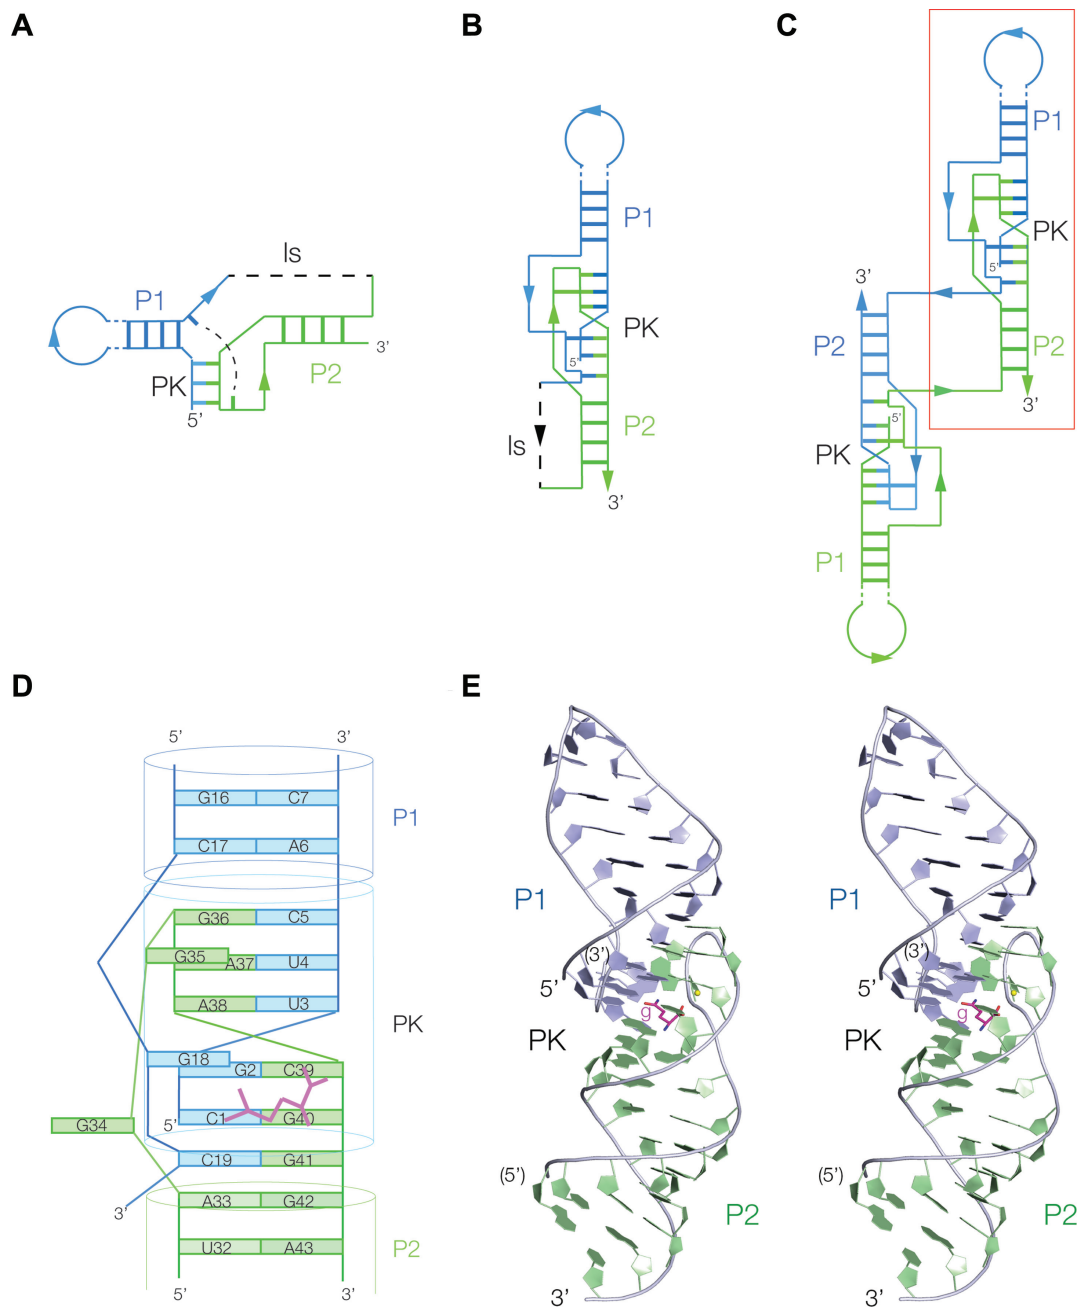 A
B
C
ls
P1
PK
P2
5'
3'
P1
PK
5'
ls
P2
3'
P1
PK
5'
P2
3'
3'
P2
5'
PK
P1
D
E
5'
3'
G16
C7
P1
C17
A6
G36
C5
G35
A37
U4
A38
U3
PK
G18
G2
C39
G34
5'
C1
G40
C19
G41
3'
A33
G42
U32
A43
P2
5'
3'
P1
(3')
5'
g
PK
(5')
P2
3'
P1
(3')
5'
g
PK
(5')
P2
3'